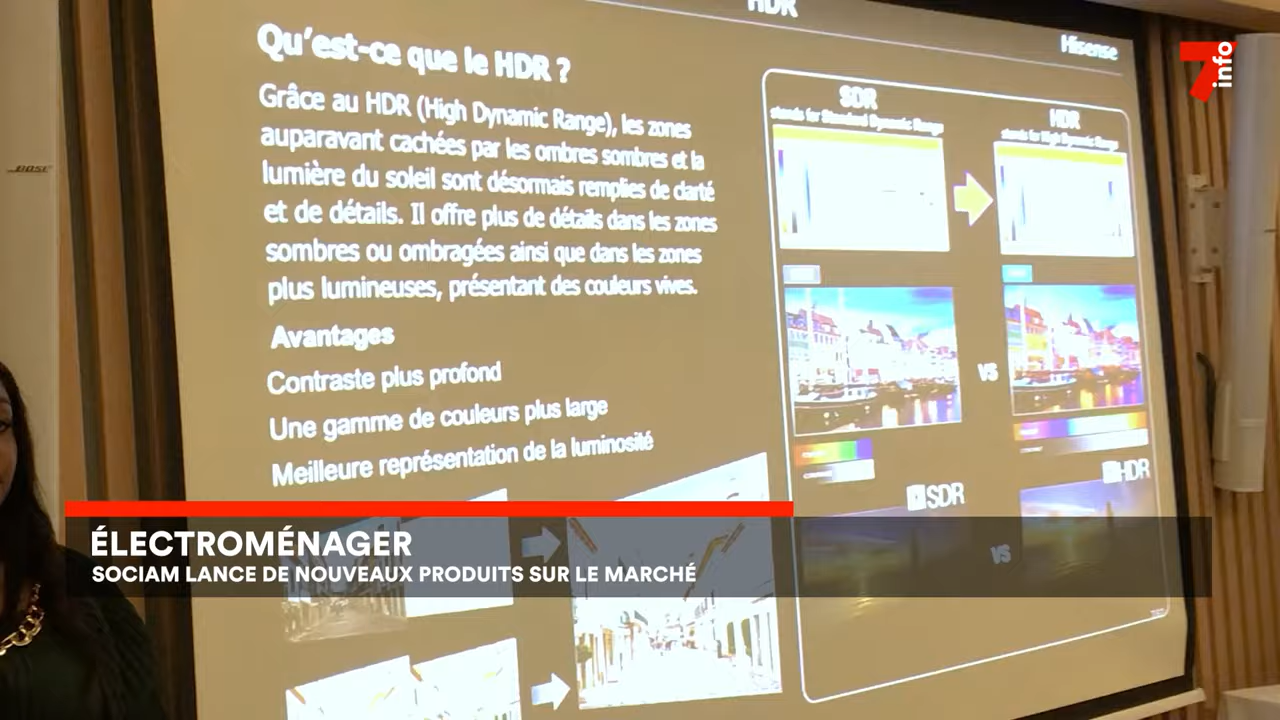 HDR
Hisense
7 info
Qu'est-ce que le HDR ?
Grâce au HDR (High Dynamic Range), les zones
auparavant cachées par les ombres sombres et la
lumière du soleil sont désormais remplies de clarté
et de détails. Il offre plus de détails dans les zones
sombres ou ombragées ainsi que dans les zones
plus lumineuses, présentant des couleurs vives.
Avantages
Contraste plus profond
Une gamme de couleurs plus large
Meilleure représentation de la luminosité
SDR
stands for Standard Dynamic Range
HDR
stands for High Dynamic Range
VS
SDR
HDR
VS
BOSE
ÉLECTROMÉNAGER
SOCIAM LANCE DE NOUVEAUX PRODUITS SUR LE MARCHÉ